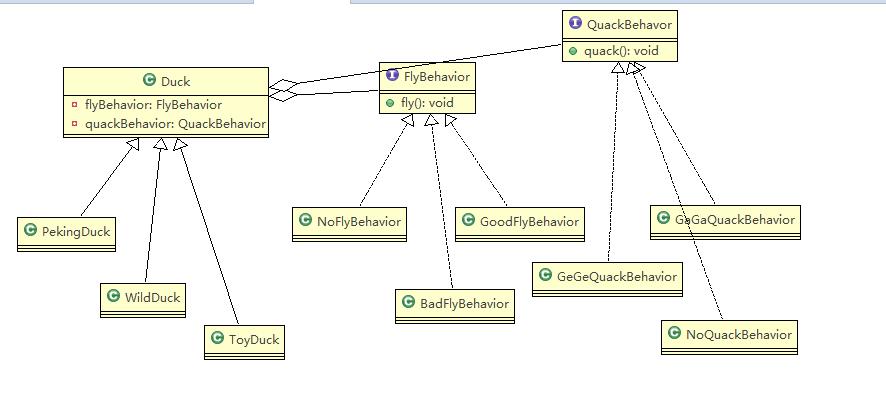 QuackBehavor
quack(): void
FlyBehavior
fly(): void
Duck
flyBehavior: FlyBehavior
quackBehavior: QuackBehavior
PekingDuck
WildDuck
ToyDuck
NoFlyBehavior
GoodFlyBehavior
BadFlyBehavior
GaGaQuackBehavior
GeGeQuackBehavior
NoQuackBehavior